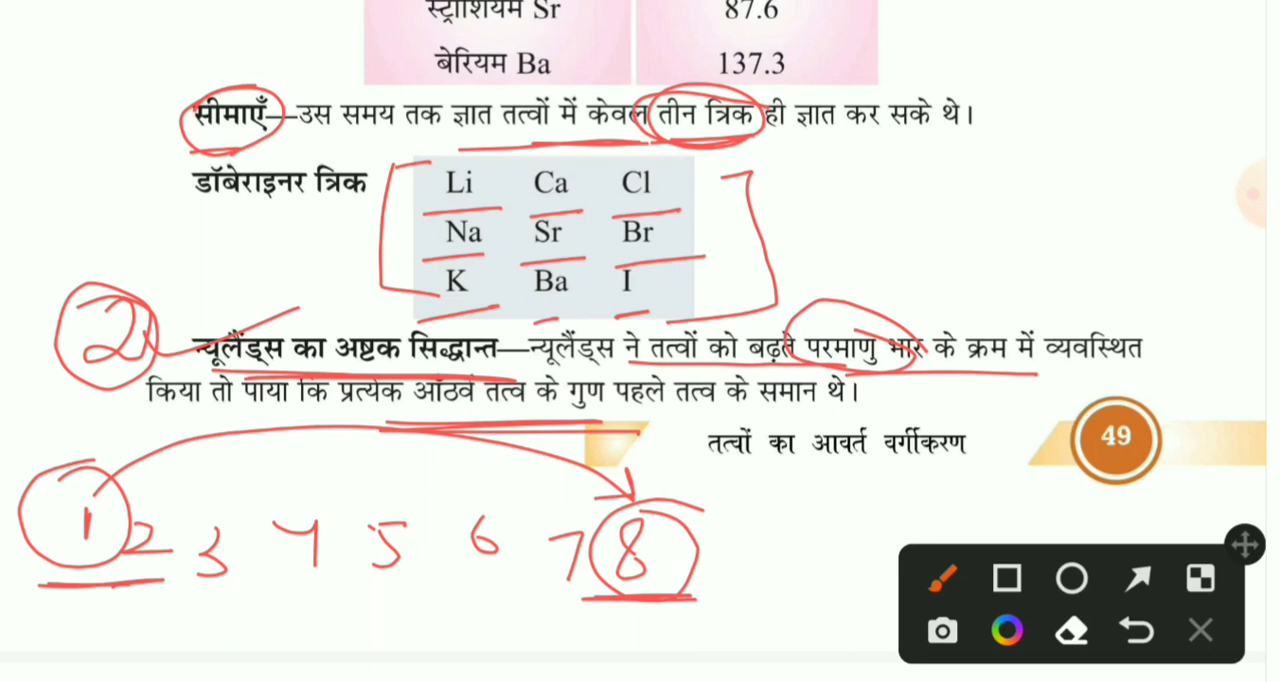 स्ट्रॉंशियम Sr 87.6
बेरियम Ba 137.3
सीमाएँ—उस समय तक ज्ञात तत्वों में केवल तीन त्रिक ही ज्ञात कर सके थे।
डॉबेराइनर त्रिक
Li Ca Cl
Na Sr Br
K Ba I
2
न्यूलैंड्स का अष्टक सिद्धान्त—न्यूलैंड्स ने तत्वों को बढ़ते परमाणु भार के क्रम में व्यवस्थित
किया तो पाया कि प्रत्येक आठवें तत्व के गुण पहले तत्व के समान थे।
तत्वों का आवर्त वर्गीकरण 49
1 2 3 4 5 6 7 8